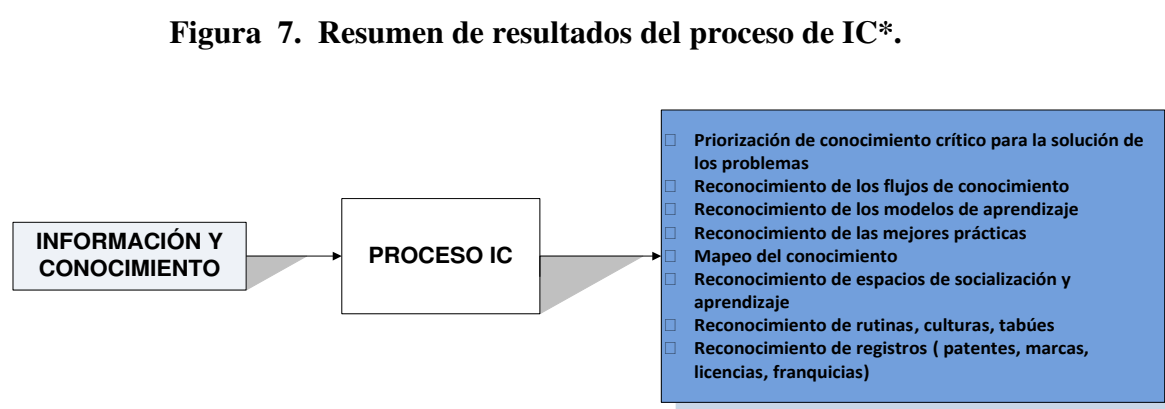 Figura 7. Resumen de resultados del proceso de IC*.
INFORMACIÓN Y
CONOCIMIENTO
PROCESO IC
Priorización de conocimiento crítico para la solución de
los problemas
Reconocimiento de los flujos de conocimiento
Reconocimiento de los modelos de aprendizaje
Reconocimiento de las mejores prácticas
Mapeo del conocimiento
Reconocimiento de espacios de socialización y
aprendizaje
Reconocimiento de rutinas, culturas, tabúes
Reconocimiento de registros ( patentes, marcas,
licencias, franquicias)